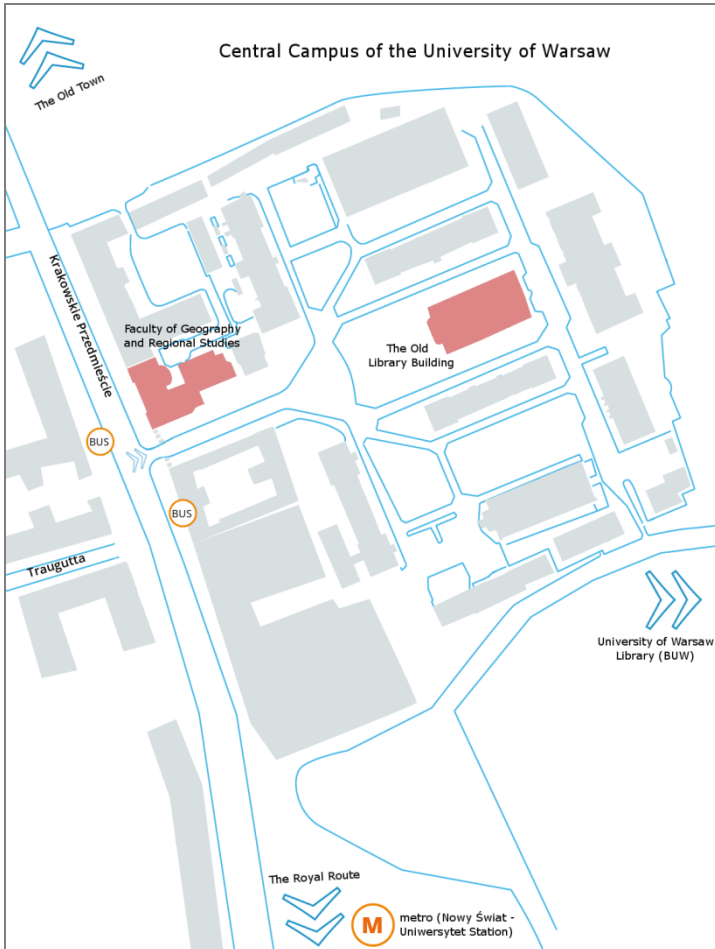 Central Campus of the University of Warsaw
The Old Town
Krakowskie Przedmieście
Faculty of Geography
and Regional Studies
The Old
Library Building
BUS
BUS
Traugutta
University of Warsaw
Library (BUW)
The Royal Route
M
metro (Nowy Świat -
Uniwersytet Station)